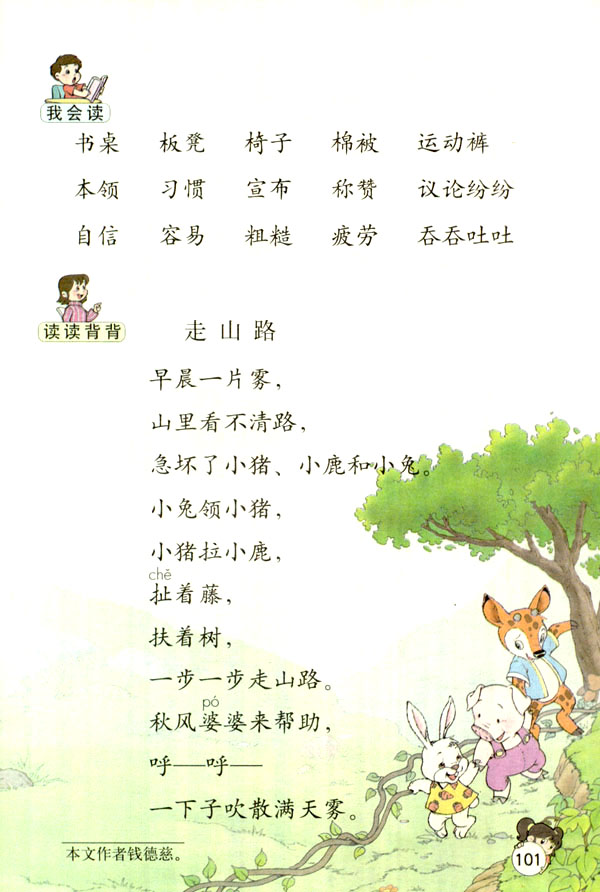 我会读
书桌 板凳 椅子 棉被 运动裤
本领 习惯 宣布 称赞 议论纷纷
自信 容易 粗糙 疲劳 吞吞吐吐
读读背背
走山路
早晨一片雾，
山里看不清路，
急坏了小猪、小鹿和小兔。
小兔领小猪，
小猪拉小鹿，
chě
扯着藤，
扶着树，
一步一步走山路。
pó
秋风婆婆来帮助，
呼——呼——
一下子吹散满天雾。
本文作者钱德慈。
101